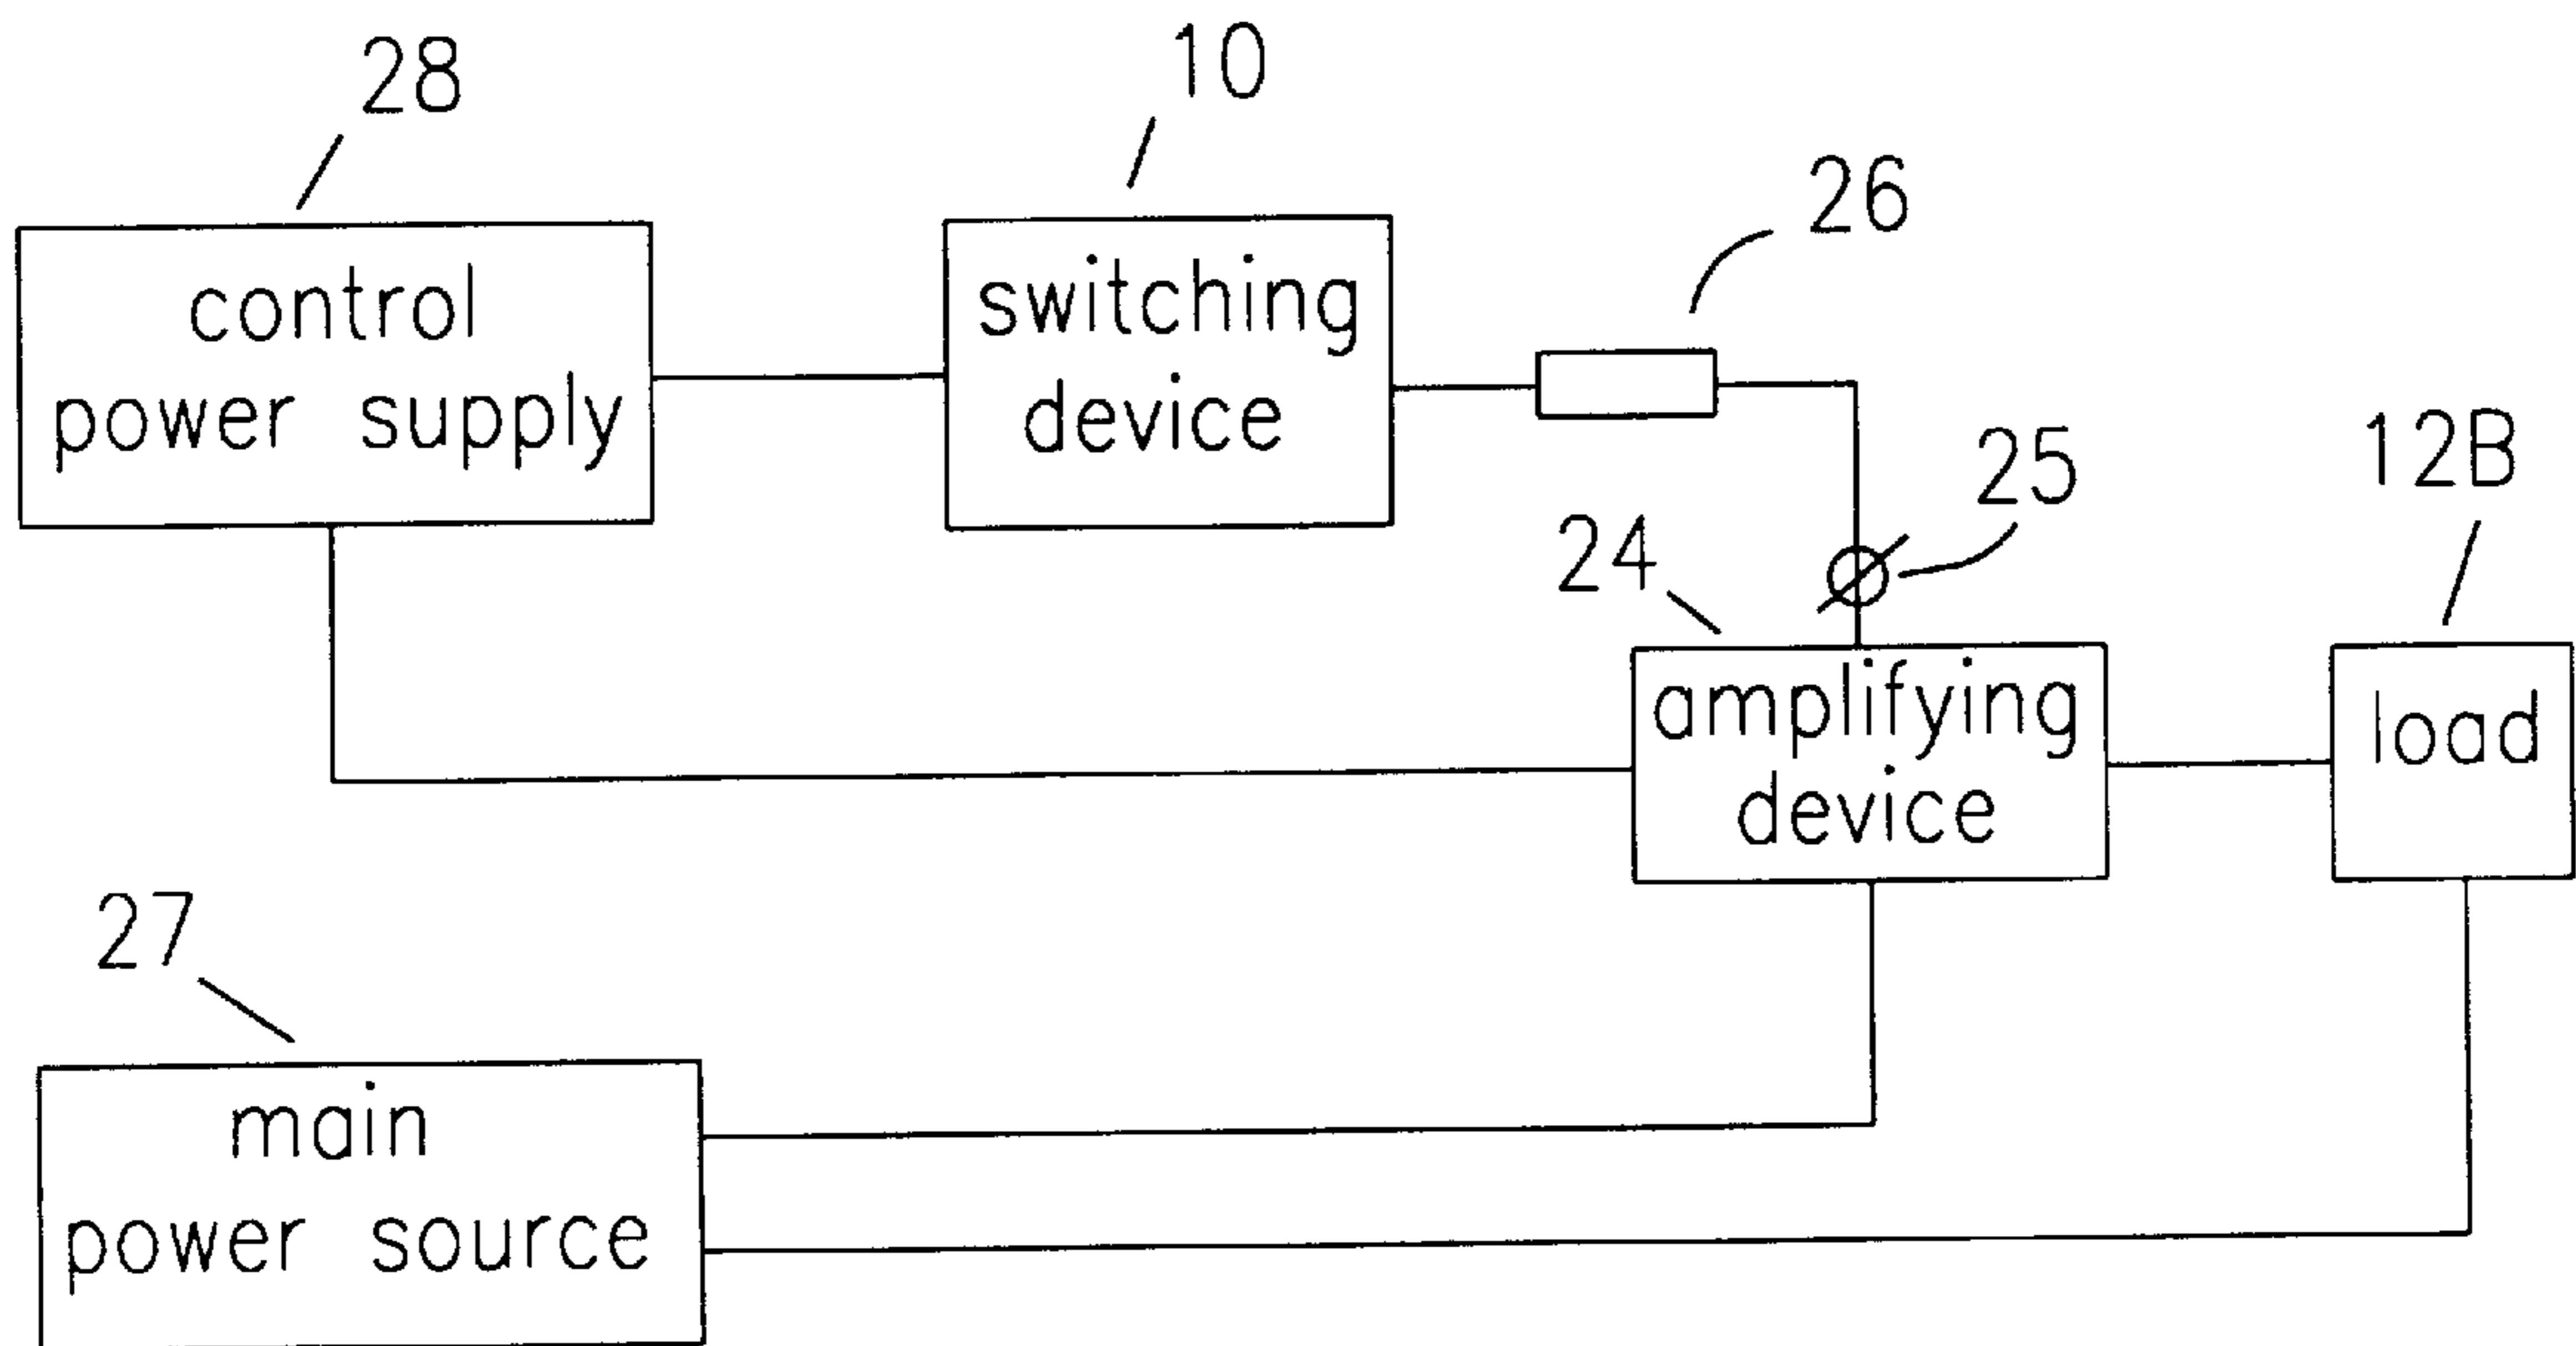 28
10
26
control
power supply
switching
device
25
12B
24
amplifying
device
load
27
main
power source